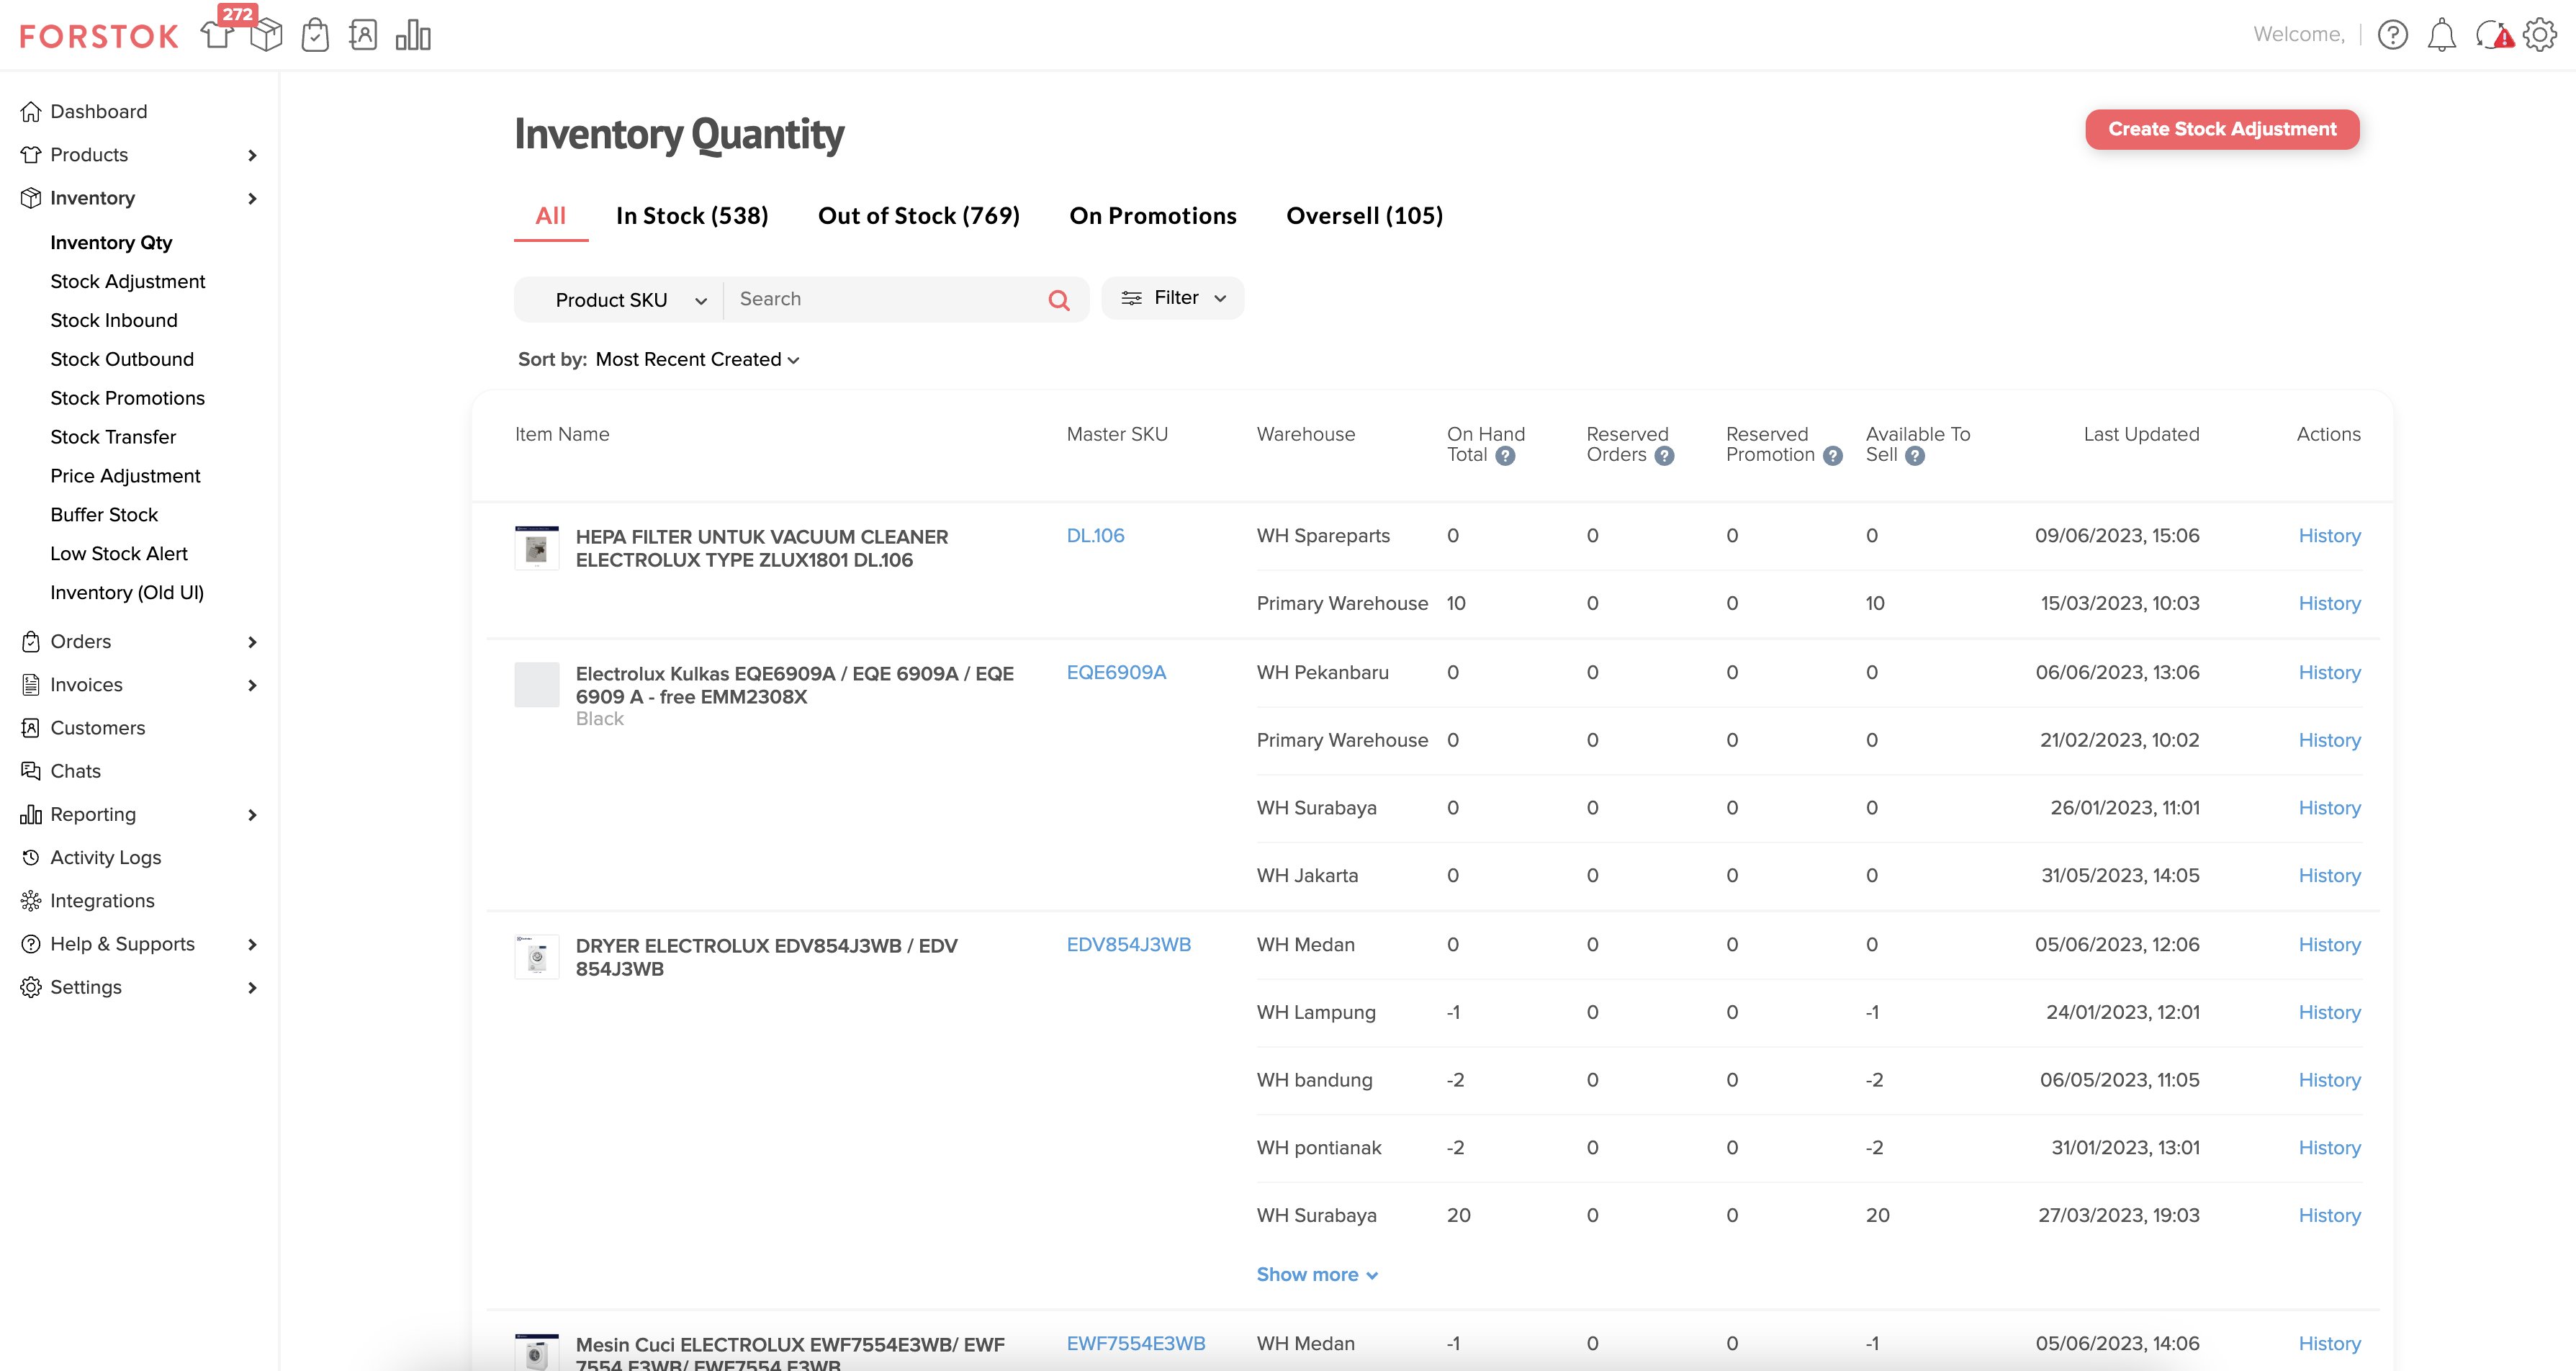 FORSTOK
272
Welcome,
Dashboard
Products
Inventory
Inventory Qty
Stock Adjustment
Stock Inbound
Stock Outbound
Stock Promotions
Stock Transfer
Price Adjustment
Buffer Stock
Low Stock Alert
Inventory (Old UI)
Orders
Invoices
Customers
Chats
Reporting
Activity Logs
Integrations
Help & Supports
Settings
Inventory Quantity
Create Stock Adjustment
All In Stock (538) Out of Stock (769) On Promotions Oversell (105)
Product SKU Search Filter
Sort by: Most Recent Created
Item Name Master SKU Warehouse On Hand Total ? Reserved Orders ? Reserved Promotion ? Available To Sell ? Last Updated Actions
HEPA FILTER UNTUK VACUUM CLEANER
ELECTROLUX TYPE ZLUX1801 DL.106
DL.106
WH Spareparts 0 0 0 0 09/06/2023, 15:06 History
Primary Warehouse 10 0 0 10 15/03/2023, 10:03 History
Electrolux Kulkas EQE6909A / EQE 6909A / EQE
6909 A - free EMM2308X
Black
EQE6909A
WH Pekanbaru 0 0 0 0 06/06/2023, 13:06 History
Primary Warehouse 0 0 0 0 21/02/2023, 10:02 History
WH Surabaya 0 0 0 0 26/01/2023, 11:01 History
WH Jakarta 0 0 0 0 31/05/2023, 14:05 History
DRYER ELECTROLUX EDV854J3WB / EDV
854J3WB
EDV854J3WB
WH Medan 0 0 0 0 05/06/2023, 12:06 History
WH Lampung -1 0 0 -1 24/01/2023, 12:01 History
WH bandung -2 0 0 -2 06/05/2023, 11:05 History
WH pontianak -2 0 0 -2 31/01/2023, 13:01 History
WH Surabaya 20 0 0 20 27/03/2023, 19:03 History
Show more
Mesin Cuci ELECTROLUX EWF7554E3WB/ EWF
7554 E3WB/ EWF7554 E3WB
EWF7554E3WB
WH Medan -1 0 0 -1 05/06/2023, 14:06 History